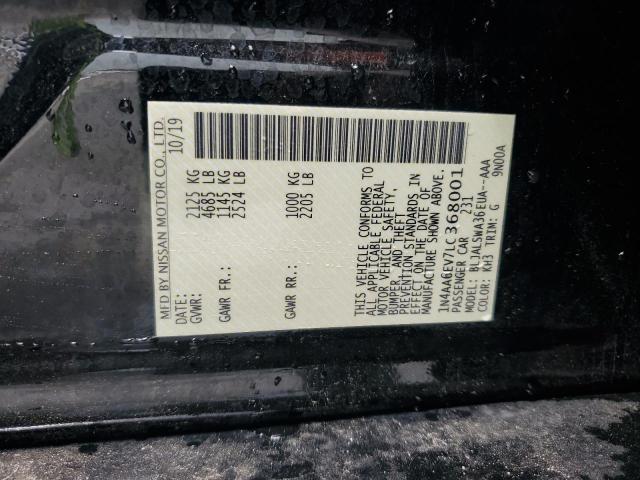 MFD BY NISSAN MOTOR CO., LTD.
DATE: 10/19
GVWR: 2125 KG
4685 LB
GAWR FR.: 1145 KG
2524 LB
GAWR RR.: 1000 KG
2205 LB
THIS VEHICLE CONFORMS TO
ALL APPLICABLE FEDERAL
MOTOR VEHICLE SAFETY,
BUMPER, AND THEFT
PREVENTION STANDARDS IN
EFFECT ON THE DATE OF
MANUFACTURE SHOWN ABOVE.
1N4AA6EV7LC368001
PASSENGER CAR 231
MODEL: BLJALSWA36EUA--AAA
COLOR: KH3 TRIM: G 9N00A